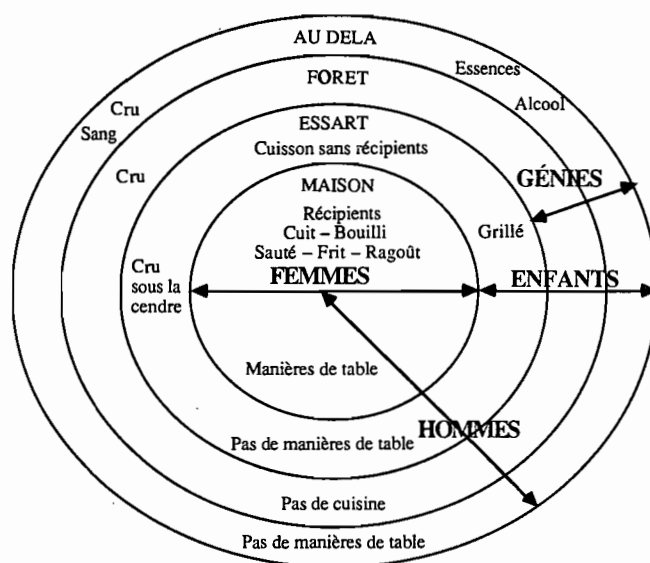 AU DELA
Essences
FORET
Cru
Alcool
Sang
ESSART
Cuisson sans récipients
Cru
MAISON
GÉNIES
Récipients
Cuit – Bouilli
Grillé
Sauté – Frit – Ragoût
Cru
sous la
cendre
FEMMES
ENFANTS
Manières de table
HOMMES
Pas de manières de table
Pas de cuisine
Pas de manières de table